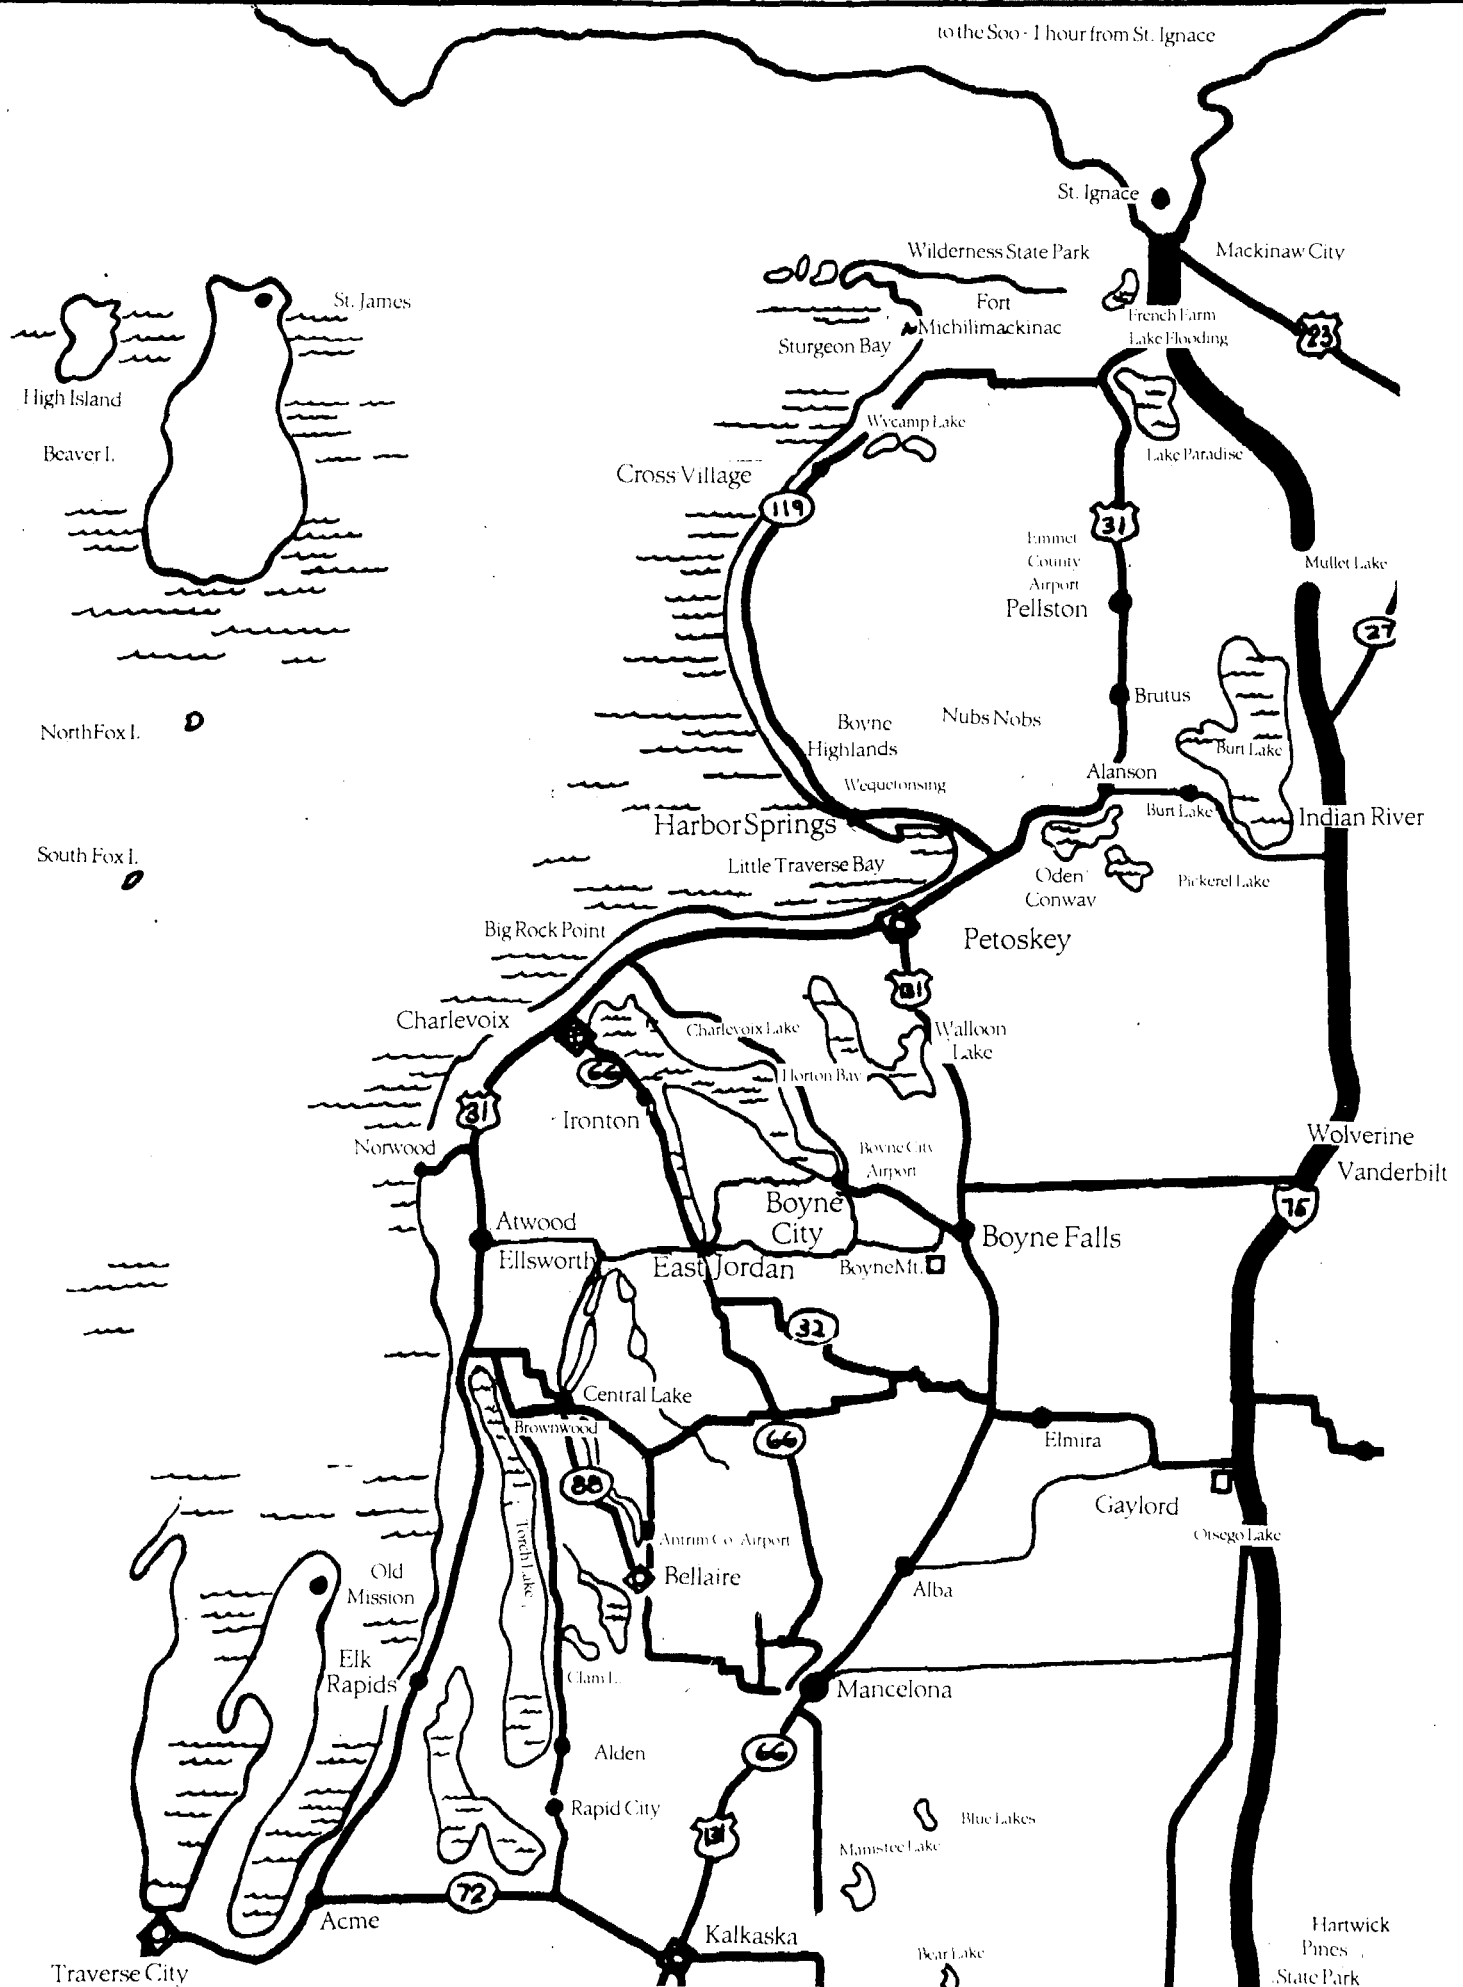 to the Soo - 1 hour from St. Ignace
St. Ignace
Wilderness State Park
Mackinaw City
St. James
Fort
Michilimackinac
French Farm
Lake Flooding
23
Sturgeon Bay
High Island
Wycamp Lake
Beaver I.
Lake Paradise
Cross Village
119
31
Emmet
County
Airport
Pellston
Mullet Lake
27
Brutus
North Fox I.
Boyne
Highlands
Nubs Nobs
Burt Lake
Alanson
Wequetonsing
Burt Lake
Indian River
Harbor Springs
South Fox I.
Little Traverse Bay
Oden
Conway
Pickerel Lake
Big Rock Point
Petoskey
131
Charlevoix
Charlevoix Lake
Walloon
Lake
66
Horton Bay
31
Ironton
Norwood
Boyne City
Airport
Wolverine
Vanderbilt
75
Boyne
City
Atwood
Ellsworth
East Jordan
Boyne Mt.
Boyne Falls
32
Central Lake
Brownwood
66
Elmira
88
Gaylord
Otsego Lake
Torch Lake
Antrim Co. Airport
Bellaire
Old
Mission
Alba
Elk
Rapids
Clam L.
Mancelona
66
Alden
Rapid City
131
Blue Lakes
Manistee Lake
72
Acme
Kalkaska
Bear Lake
Hartwick
Pines
State Park
Traverse City